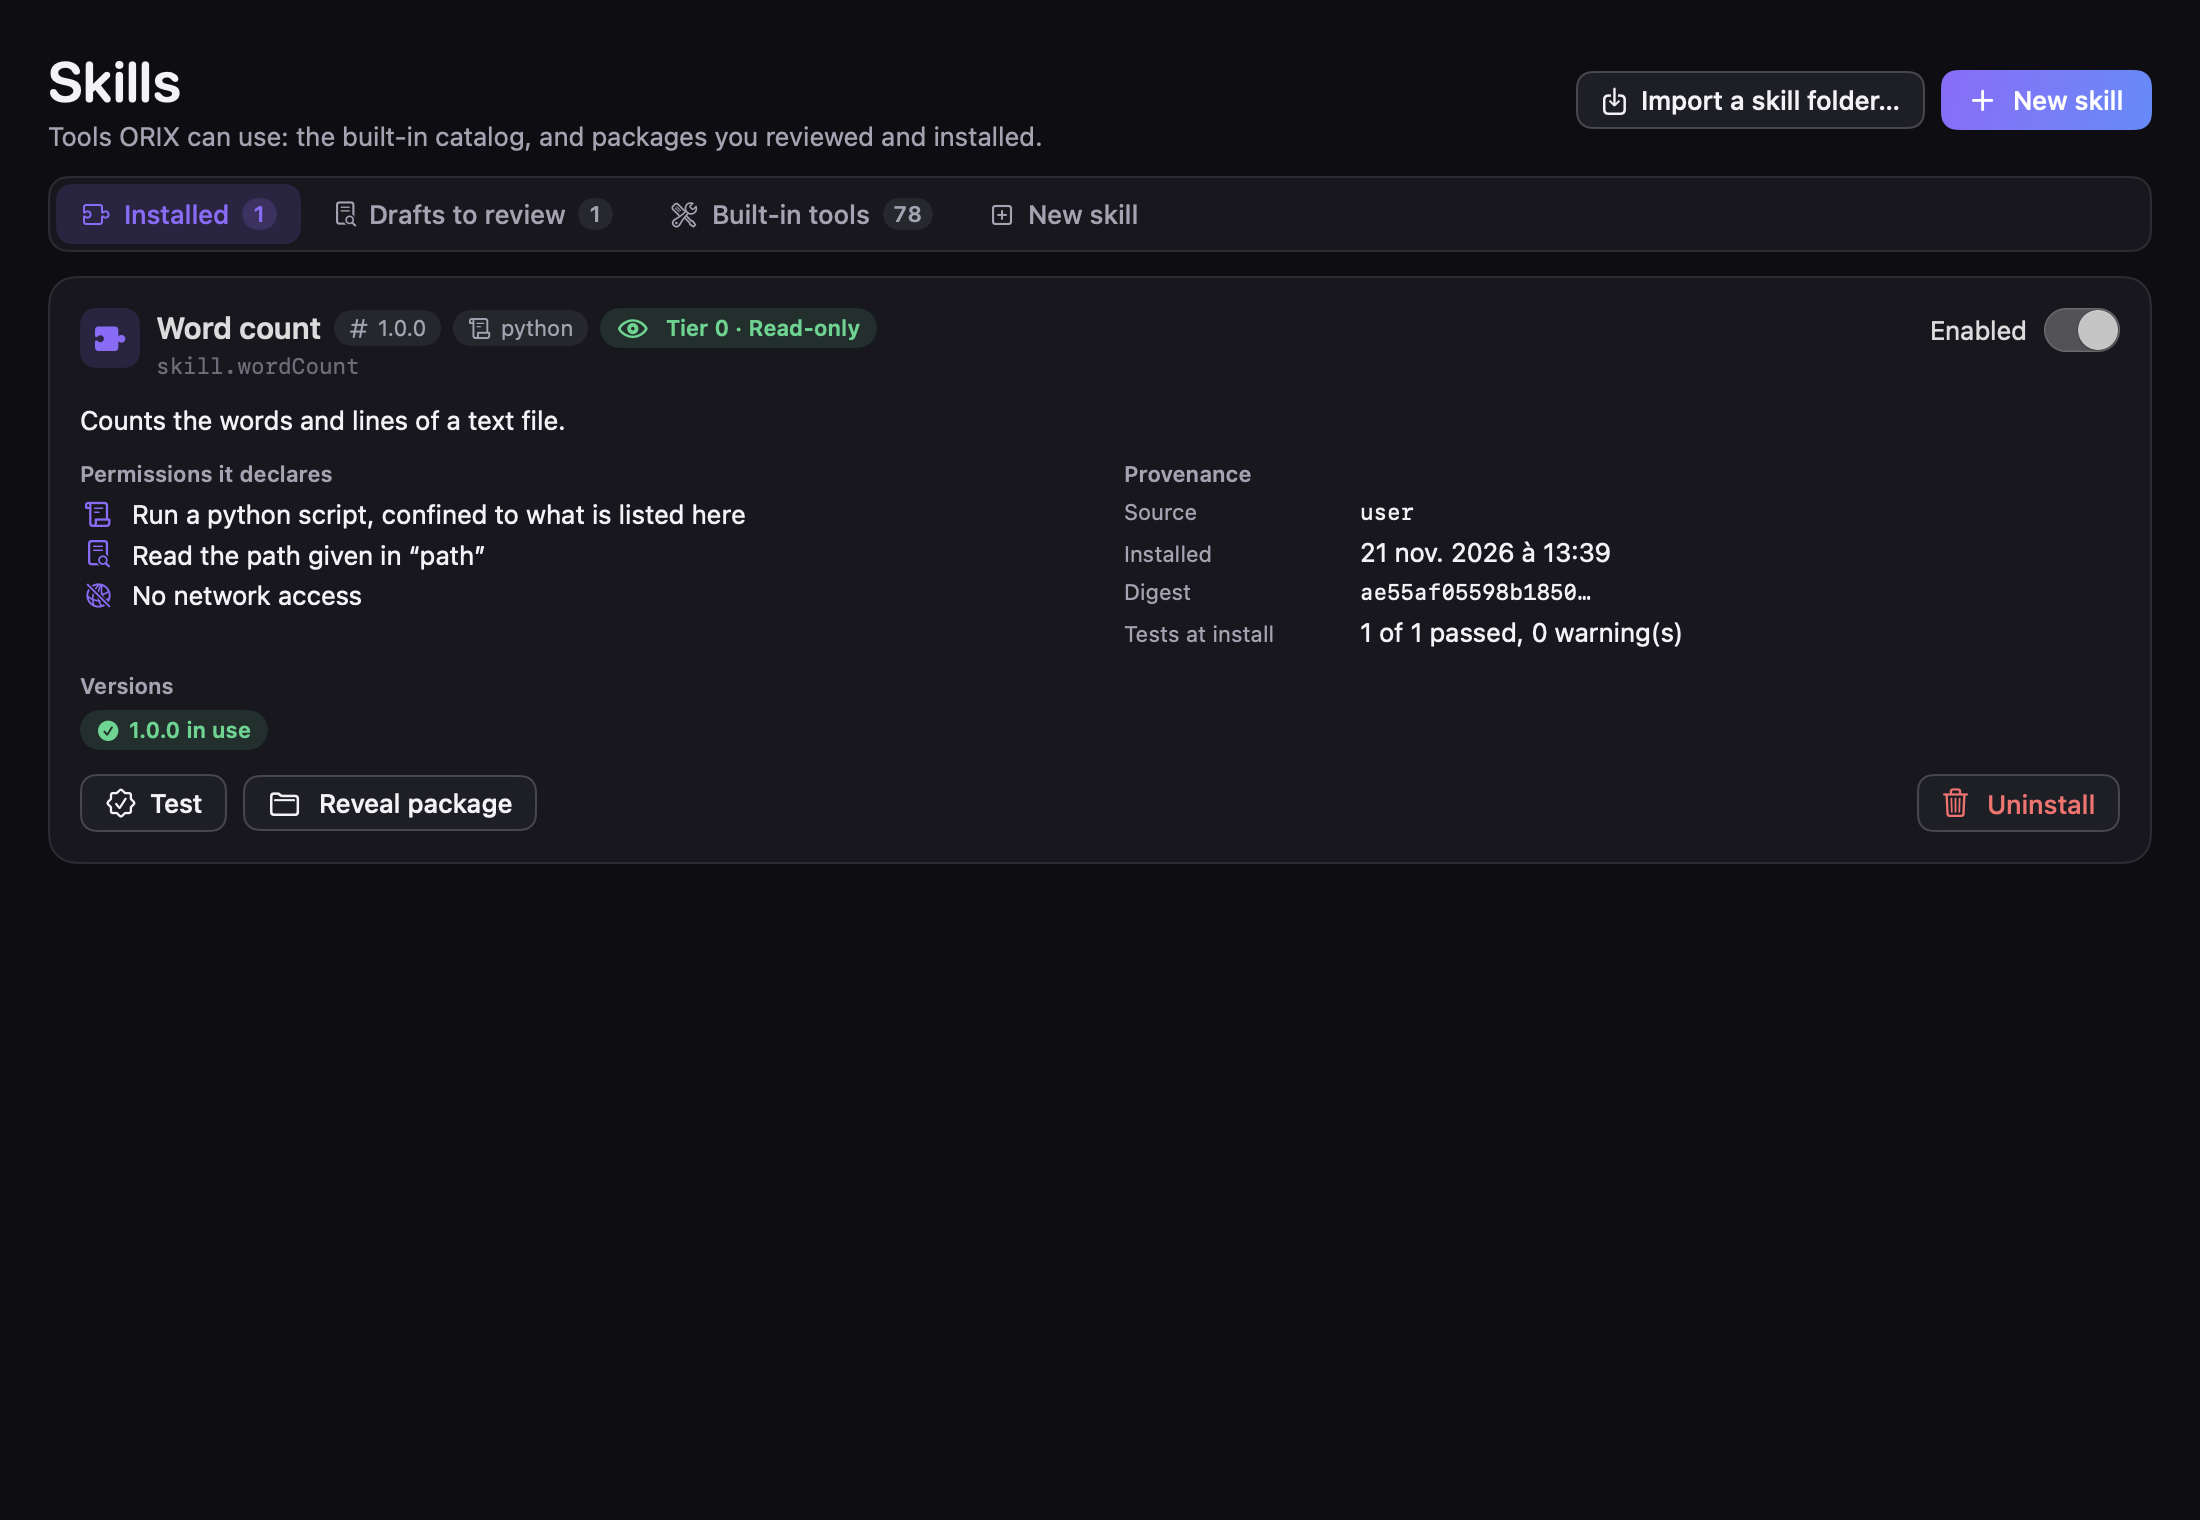 Skills
Tools ORIX can use: the built-in catalog, and packages you reviewed and installed.
Import a skill folder...
+ New skill
Installed 1
Drafts to review 1
Built-in tools 78
New skill
Word count # 1.0.0 python Tier 0 · Read-only
skill.wordCount
Enabled
Counts the words and lines of a text file.
Permissions it declares
Run a python script, confined to what is listed here
Read the path given in “path”
No network access
Provenance
Source user
Installed 21 nov. 2026 à 13:39
Digest ae55af05598b1850…
Tests at install 1 of 1 passed, 0 warning(s)
Versions
1.0.0 in use
Test
Reveal package
Uninstall